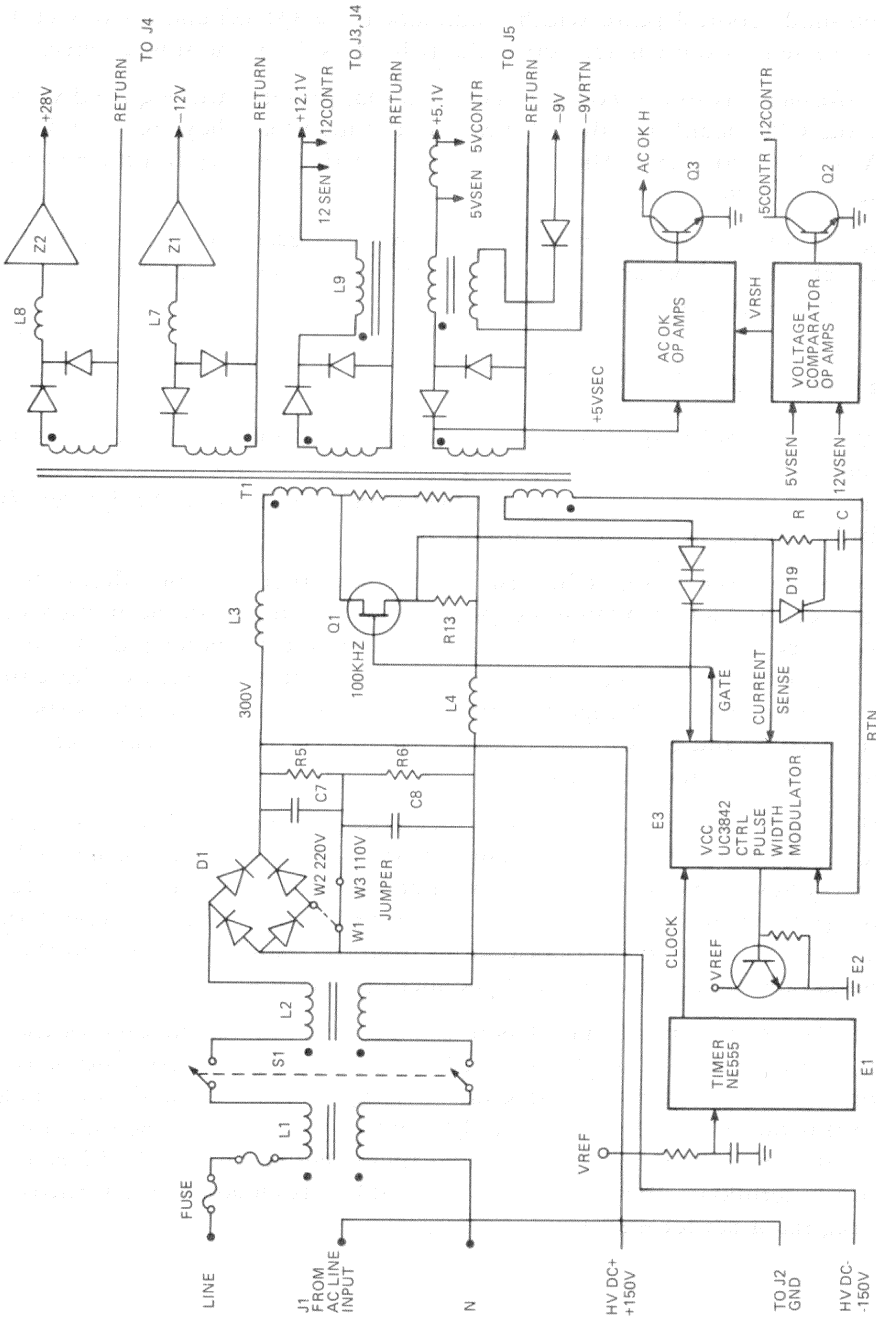 LINE
FUSE
J1
FROM
AC LINE
INPUT
N
L1
S1
L2
D1
W2 220V
W1
W3 110V
JUMPER
C7
R5
C8
R6
300V
L3
L4
Q1
100KHZ
R13
T1
HV DC+
+150V
TO J2
GND
HV DC-
-150V
VREF
TIMER
NE555
E1
CLOCK
VREF
E2
E3
VCC
UC3842
CTRL
PULSE
WIDTH
MODULATOR
GATE
CURRENT
SENSE
RTN
D19
R
C
L8
Z2
+28V
RETURN
TO J4
L7
Z1
-12V
RETURN
L9
12 SEN
+12.1V
12CONTR
TO J3,J4
RETURN
5VSEN
+5.1V
5VCONTR
TO J5
RETURN
-9V
-9VRTN
+5VSEC
AC OK
OP AMPS
AC OK H
Q3
VRSH
5VSEN
12VSEN
VOLTAGE
COMPARATOR
OP AMPS
5CONTR
12CONTR
Q2